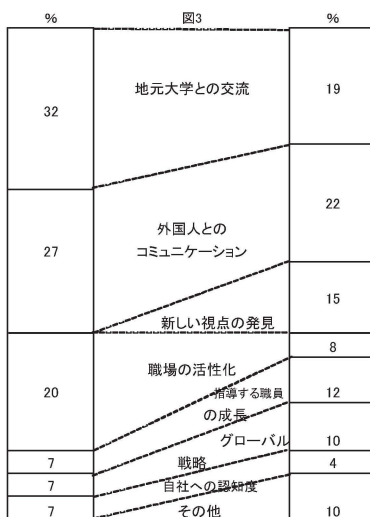 % 図3 %
32
地元大学との交流
19
27
外国人との
コミュニケーション
22
新しい視点の発見
15
20
職場の活性化
8
指導する職員
の成長
12
グローバル
戦略
10
7
自社への認知度
4
7
その他
10
7